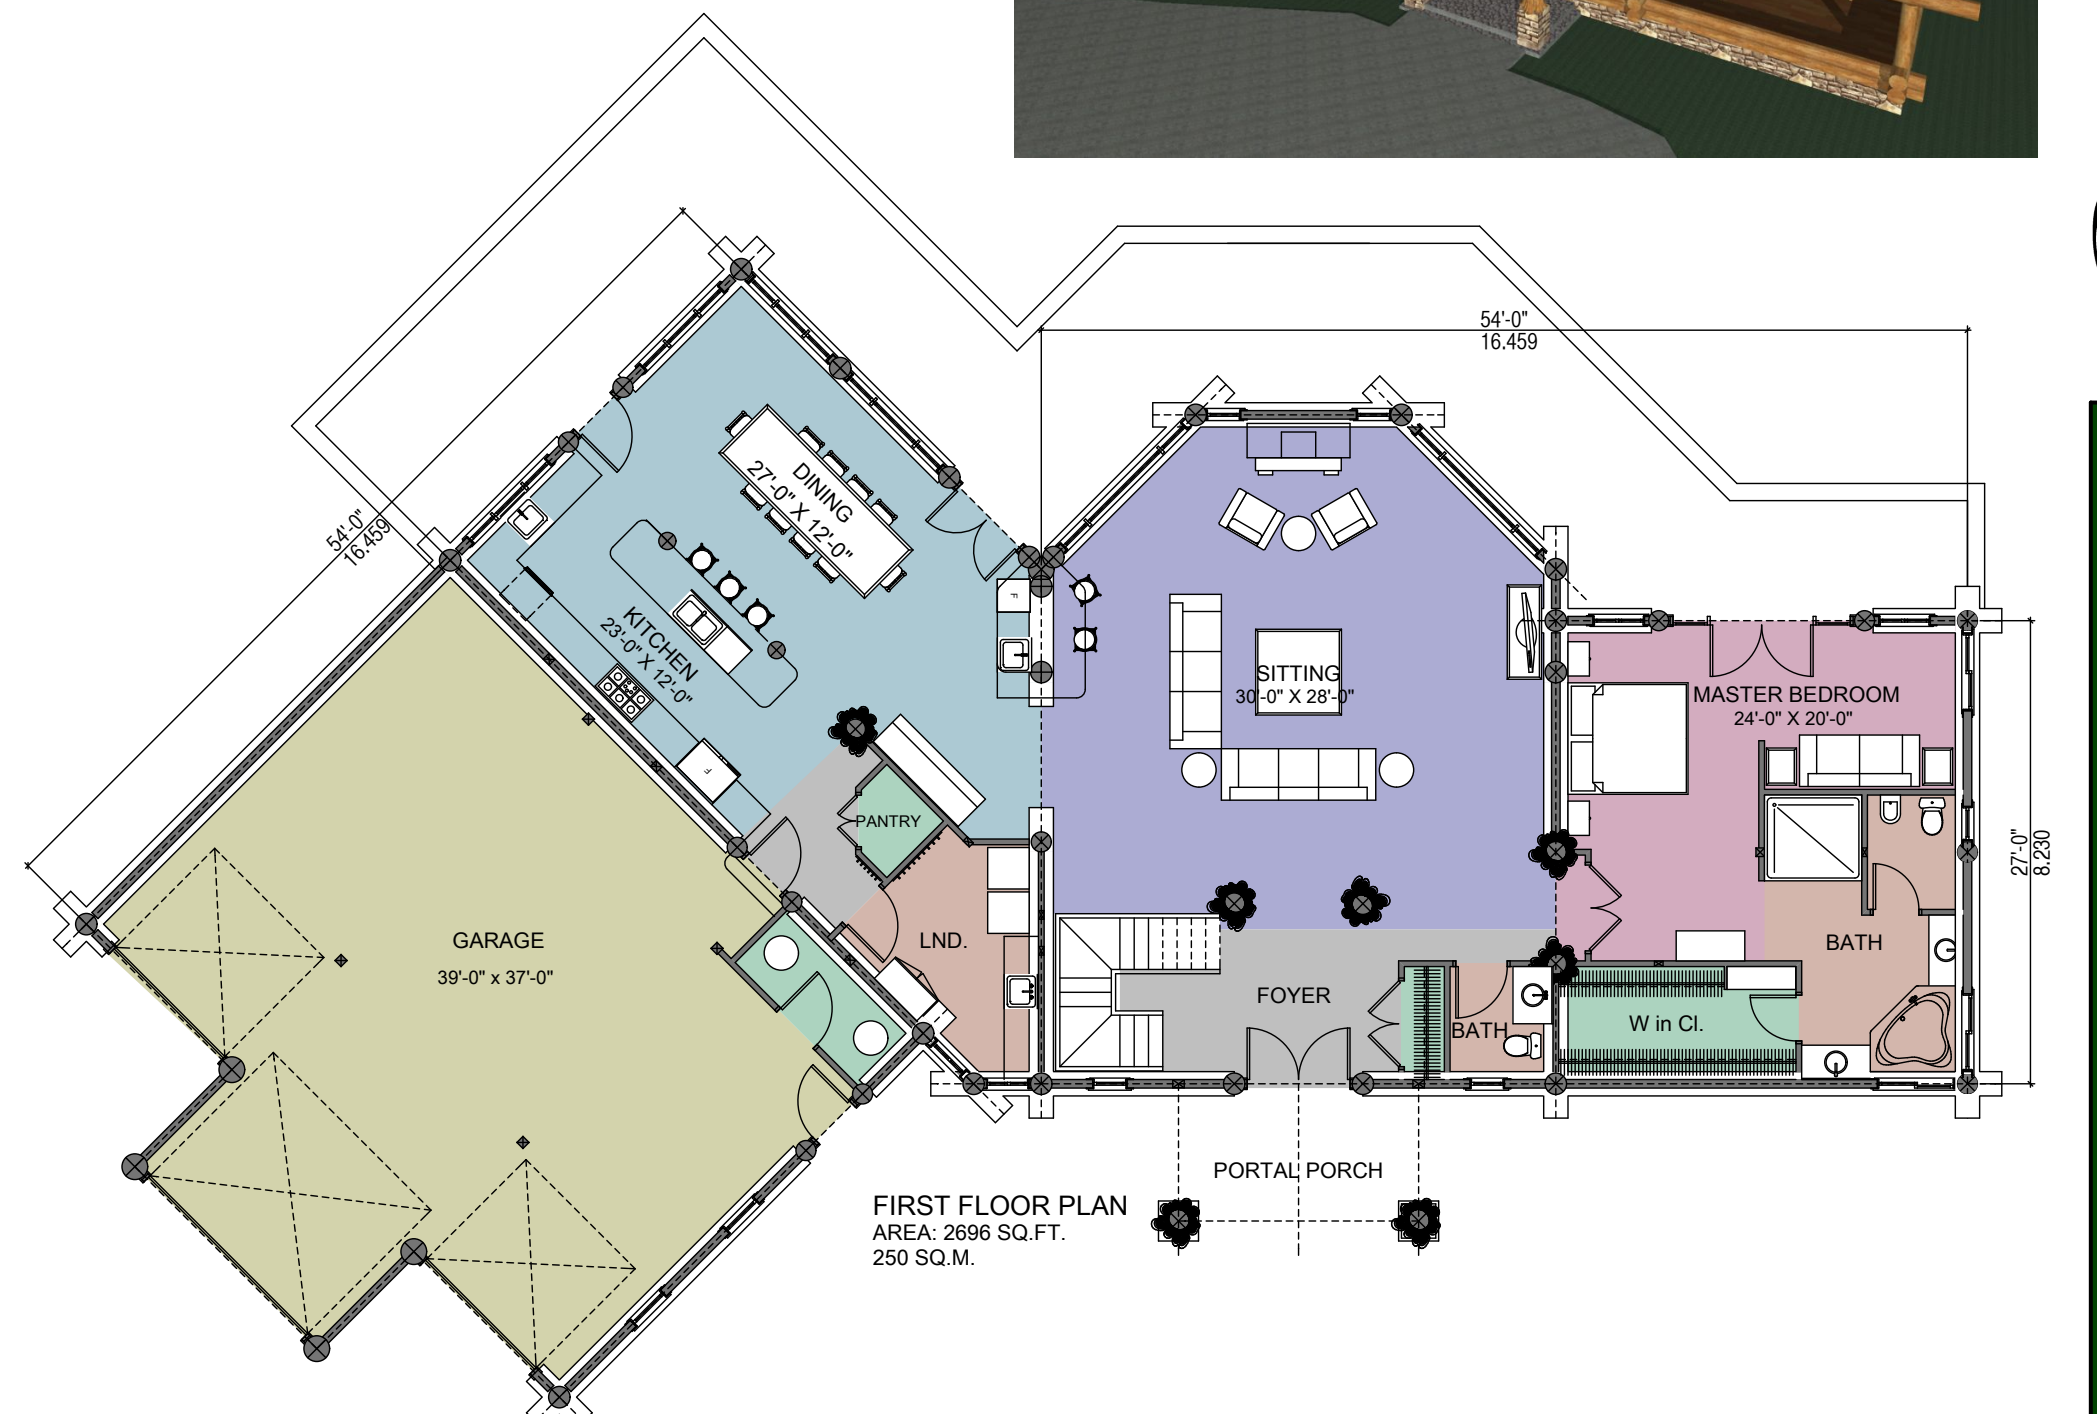 54'-0"
16.459
54'-0"
16.459
DINING
27'-0" X 12'-0"
KITCHEN
23'-0" X 12'-0"
F
F
SITTING
30'-0" X 28'-0"
MASTER BEDROOM
24'-0" X 20'-0"
PANTRY
27'-0"
8.230
GARAGE
39'-0" x 37'-0"
LND.
BATH
FOYER
BATH
W in Cl.
PORTAL PORCH
FIRST FLOOR PLAN
AREA: 2696 SQ.FT.
250 SQ.M.